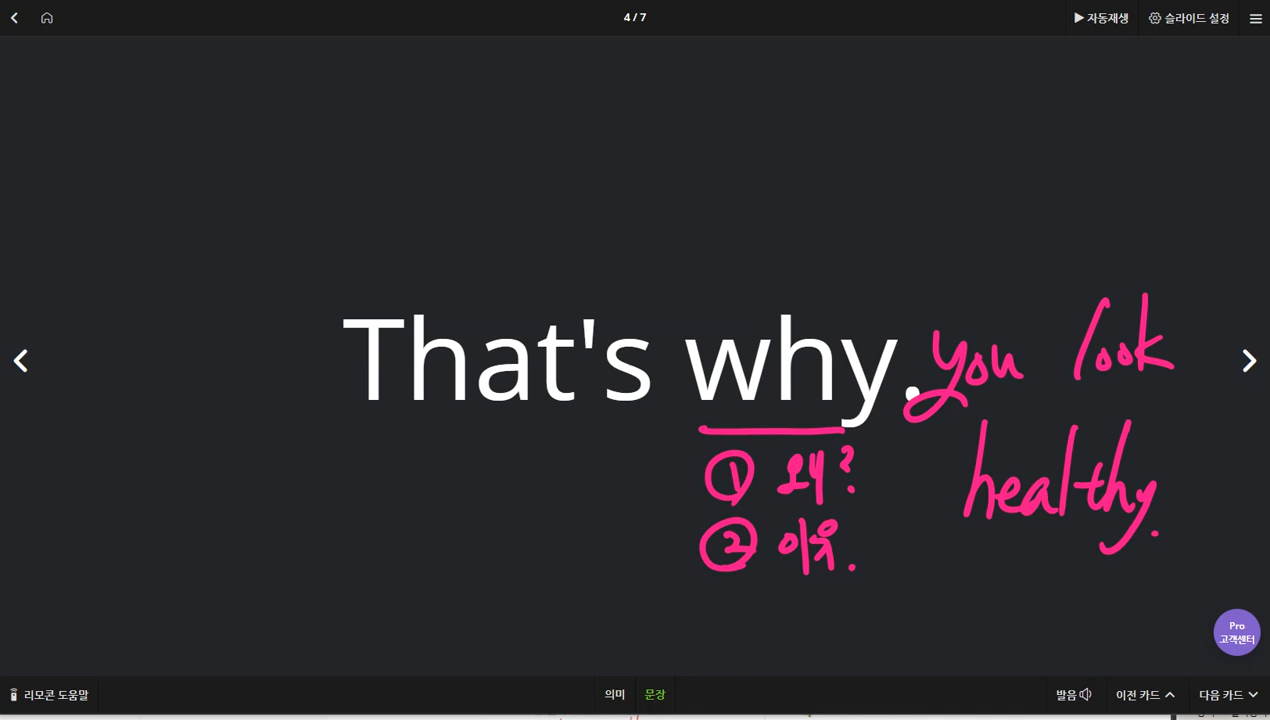 4 / 7
자동재생
슬라이드 설정
That's why.
you look
healthy.
① 왜?
② 이유.
Pro
고객센터
리모콘 도움말
의미
문장
발음
이전 카드
다음 카드